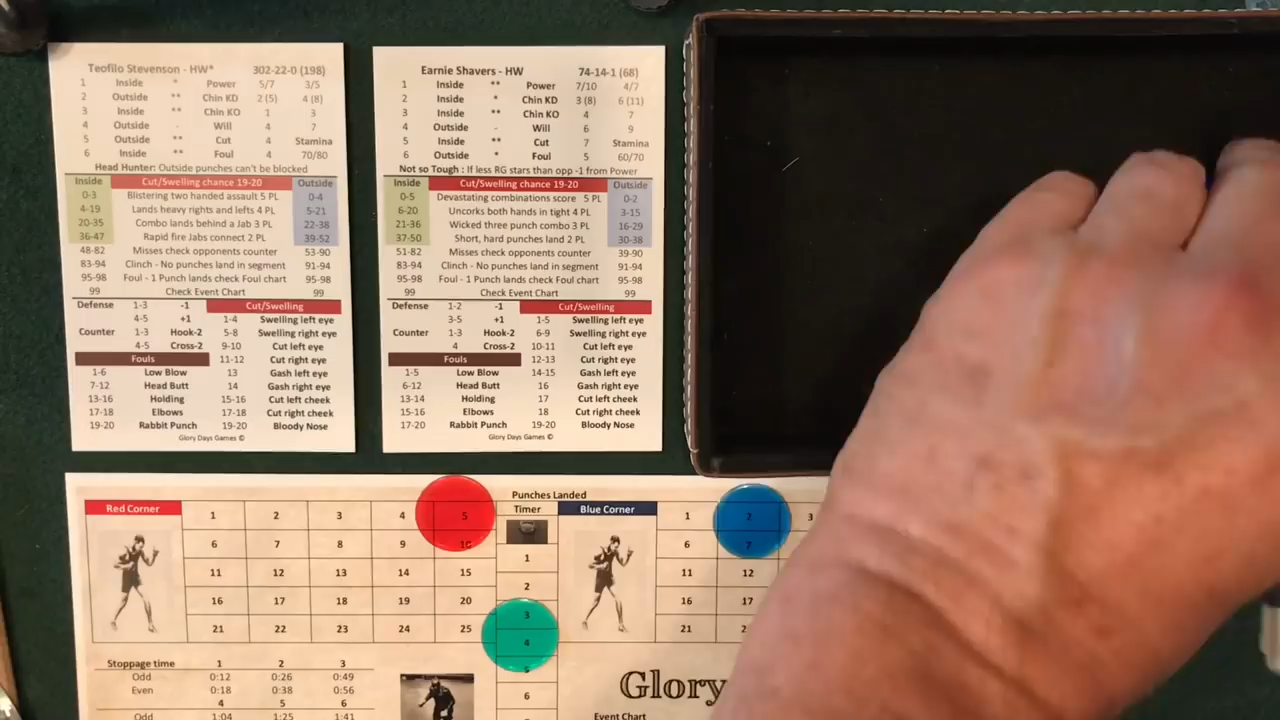 Teofilo Stevenson - HW* 302-22-0 (198)
1 Inside * Power 5/7 3/5
2 Outside ** Chin KD 2 (5) 4 (8)
3 Inside ** Chin KO 1 3
4 Outside - Will 4 7
5 Outside ** Cut 4 Stamina
6 Inside ** Foul 4 70/80
Head Hunter: Outside punches can't be blocked
Inside Cut/Swelling chance 19-20 Outside
0-3 Blistering two handed assault 5 PL 0-4
4-19 Lands heavy rights and lefts 4 PL 5-21
20-35 Combo lands behind a Jab 3 PL 22-38
36-47 Rapid fire Jabs connect 2 PL 39-52
48-82 Misses check opponents counter 53-90
83-94 Clinch - No punches land in segment 91-94
95-98 Foul - 1 Punch lands check Foul chart 95-98
99 Check Event Chart 99
Defense 1-3 -1 Cut/Swelling
4-5 +1 1-4 Swelling left eye
Counter 1-3 Hook-2 5-8 Swelling right eye
4-5 Cross-2 9-10 Cut left eye
Fouls 11-12 Cut right eye
1-6 Low Blow 13 Gash left eye
7-12 Head Butt 14 Gash right eye
13-16 Holding 15-16 Cut left cheek
17-18 Elbows 17-18 Cut right cheek
19-20 Rabbit Punch 19-20 Bloody Nose
Glory Days Games ©
Earnie Shavers - HW 74-14-1 (68)
1 Inside ** Power 7/10 4/7
2 Inside * Chin KD 3 (8) 6 (11)
3 Inside ** Chin KO 4 7
4 Outside - Will 6 9
5 Inside ** Cut 7 Stamina
6 Outside * Foul 5 60/70
Not so Tough : If less RG stars than opp -1 from Power
Inside Cut/Swelling chance 19-20 Outside
0-5 Devastating combinations score 5 PL 0-2
6-20 Uncorks both hands in tight 4 PL 3-15
21-36 Wicked three punch combo 3 PL 16-29
37-50 Short, hard punches land 2 PL 30-38
51-82 Misses check opponents counter 39-90
83-94 Clinch - No punches land in segment 91-94
95-98 Foul - 1 Punch lands check Foul chart 95-98
99 Check Event Chart 99
Defense 1-2 -1 Cut/Swelling
3-5 +1 1-5 Swelling left eye
Counter 1-3 Hook-2 6-9 Swelling right eye
4 Cross-2 10-11 Cut left eye
Fouls 12-13 Cut right eye
1-5 Low Blow 14-15 Gash left eye
6-12 Head Butt 16 Gash right eye
13-14 Holding 17 Cut left cheek
15-16 Elbows 18 Cut right cheek
17-20 Rabbit Punch 19-20 Bloody Nose
Glory Days Games ©
Punches Landed
Red Corner 1 2 3 4 5 Timer Blue Corner 1 2 3
6 7 8 9 10 6 7
11 12 13 14 15 1 11 12
16 17 18 19 20 2 16 17
21 22 23 24 25 3 21
4
5
6
Stoppage time 1 2 3
Odd 0:12 0:26 0:49
Even 0:18 0:38 0:56
4 5 6
Odd 1:04 1:25 1:41
Glory
Event Chart